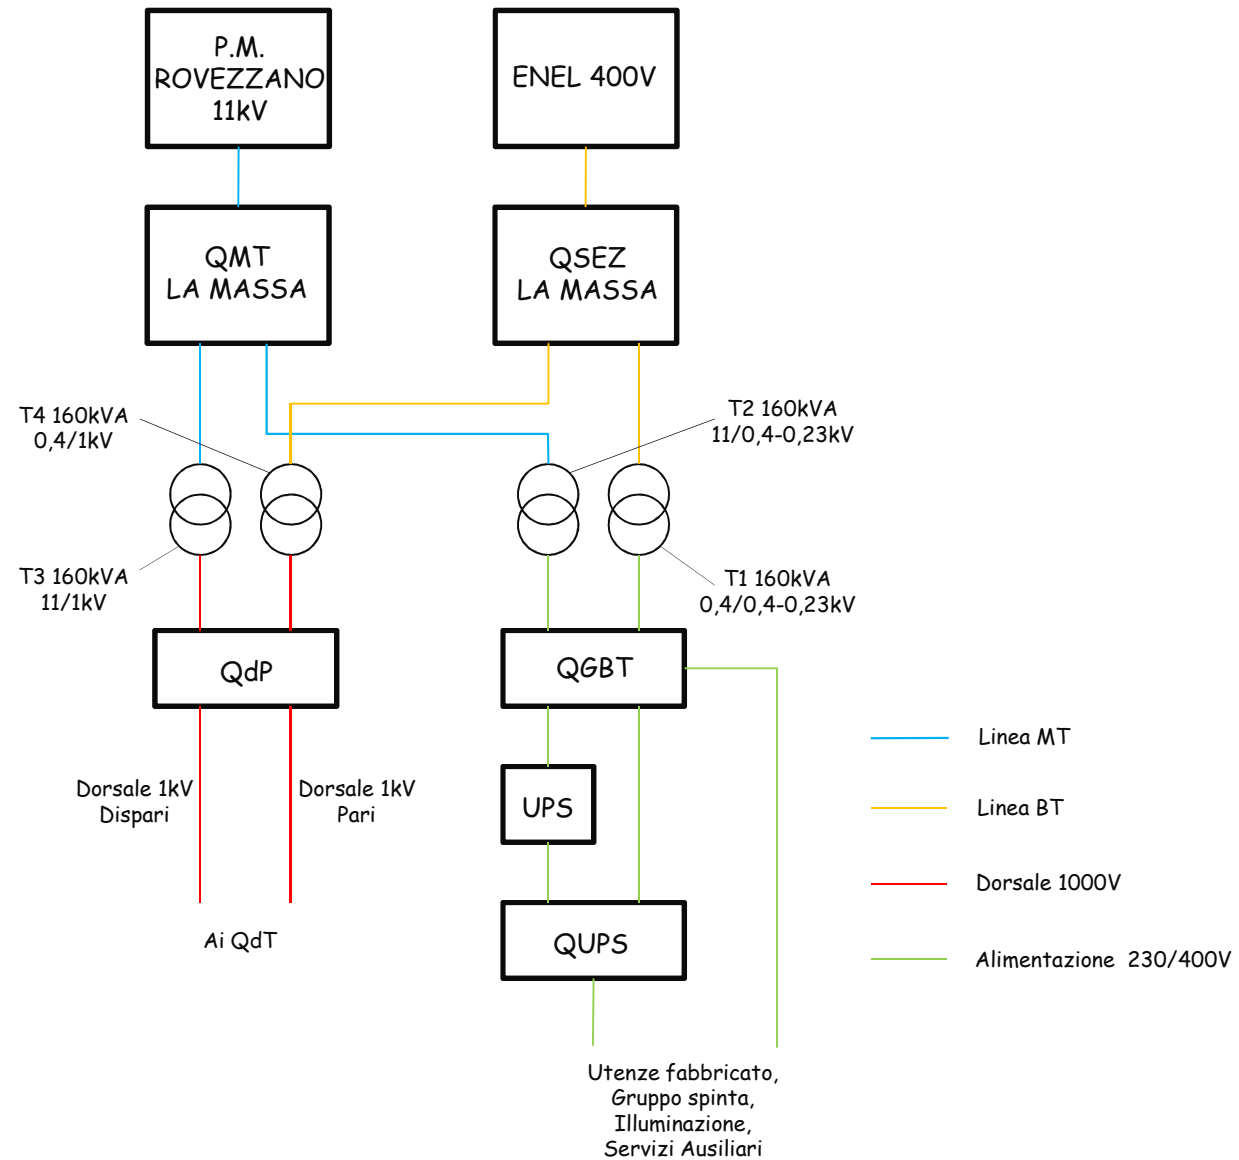 P.M.
ROVEZZANO
11kV
ENEL 400V
QMT
LA MASSA
QSEZ
LA MASSA
T4 160kVA
0,4/1kV
T2 160kVA
11/0,4-0,23kV
T3 160kVA
11/1kV
T1 160kVA
0,4/0,4-0,23kV
QdP
QGBT
Dorsale 1kV
Dispari
Dorsale 1kV
Pari
UPS
Ai QdT
QUPS
Linea MT
Linea BT
Dorsale 1000V
Alimentazione 230/400V
Utenze fabbricato,
Gruppo spinta,
Illuminazione,
Servizi Ausiliari